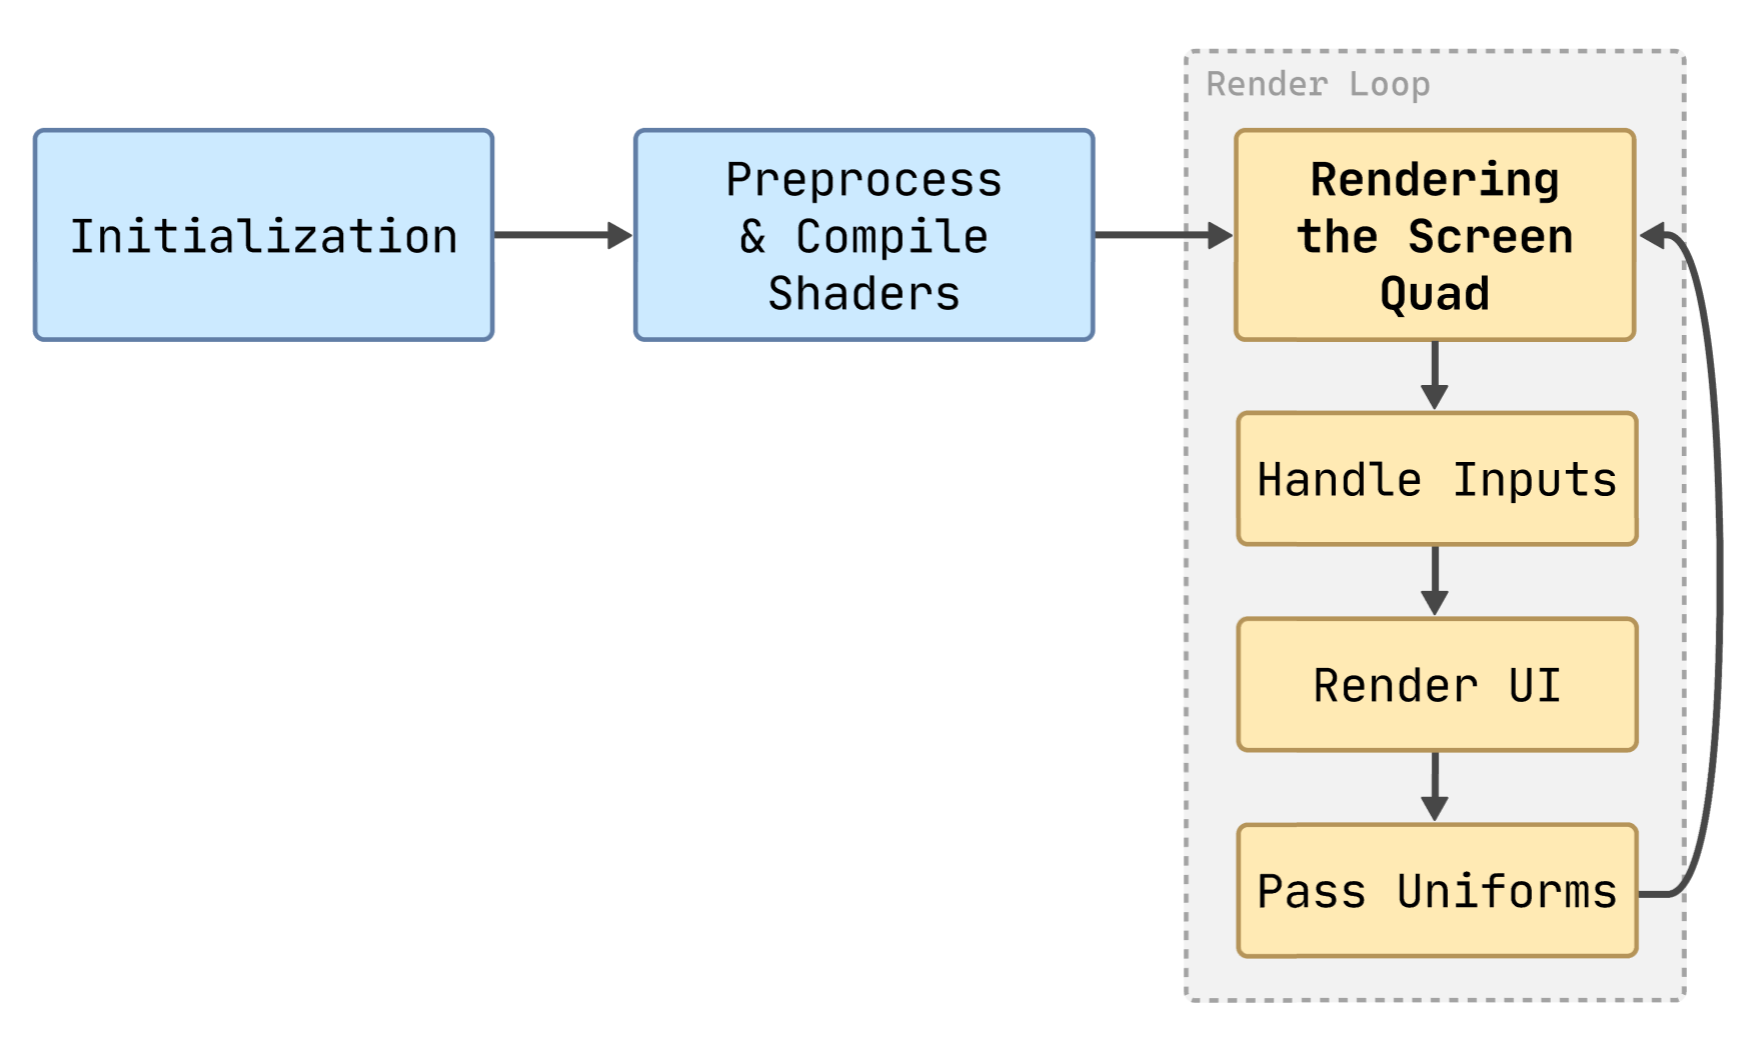 Render Loop
Initialization
Preprocess
& Compile
Shaders
Rendering
the Screen
Quad
Handle Inputs
Render UI
Pass Uniforms